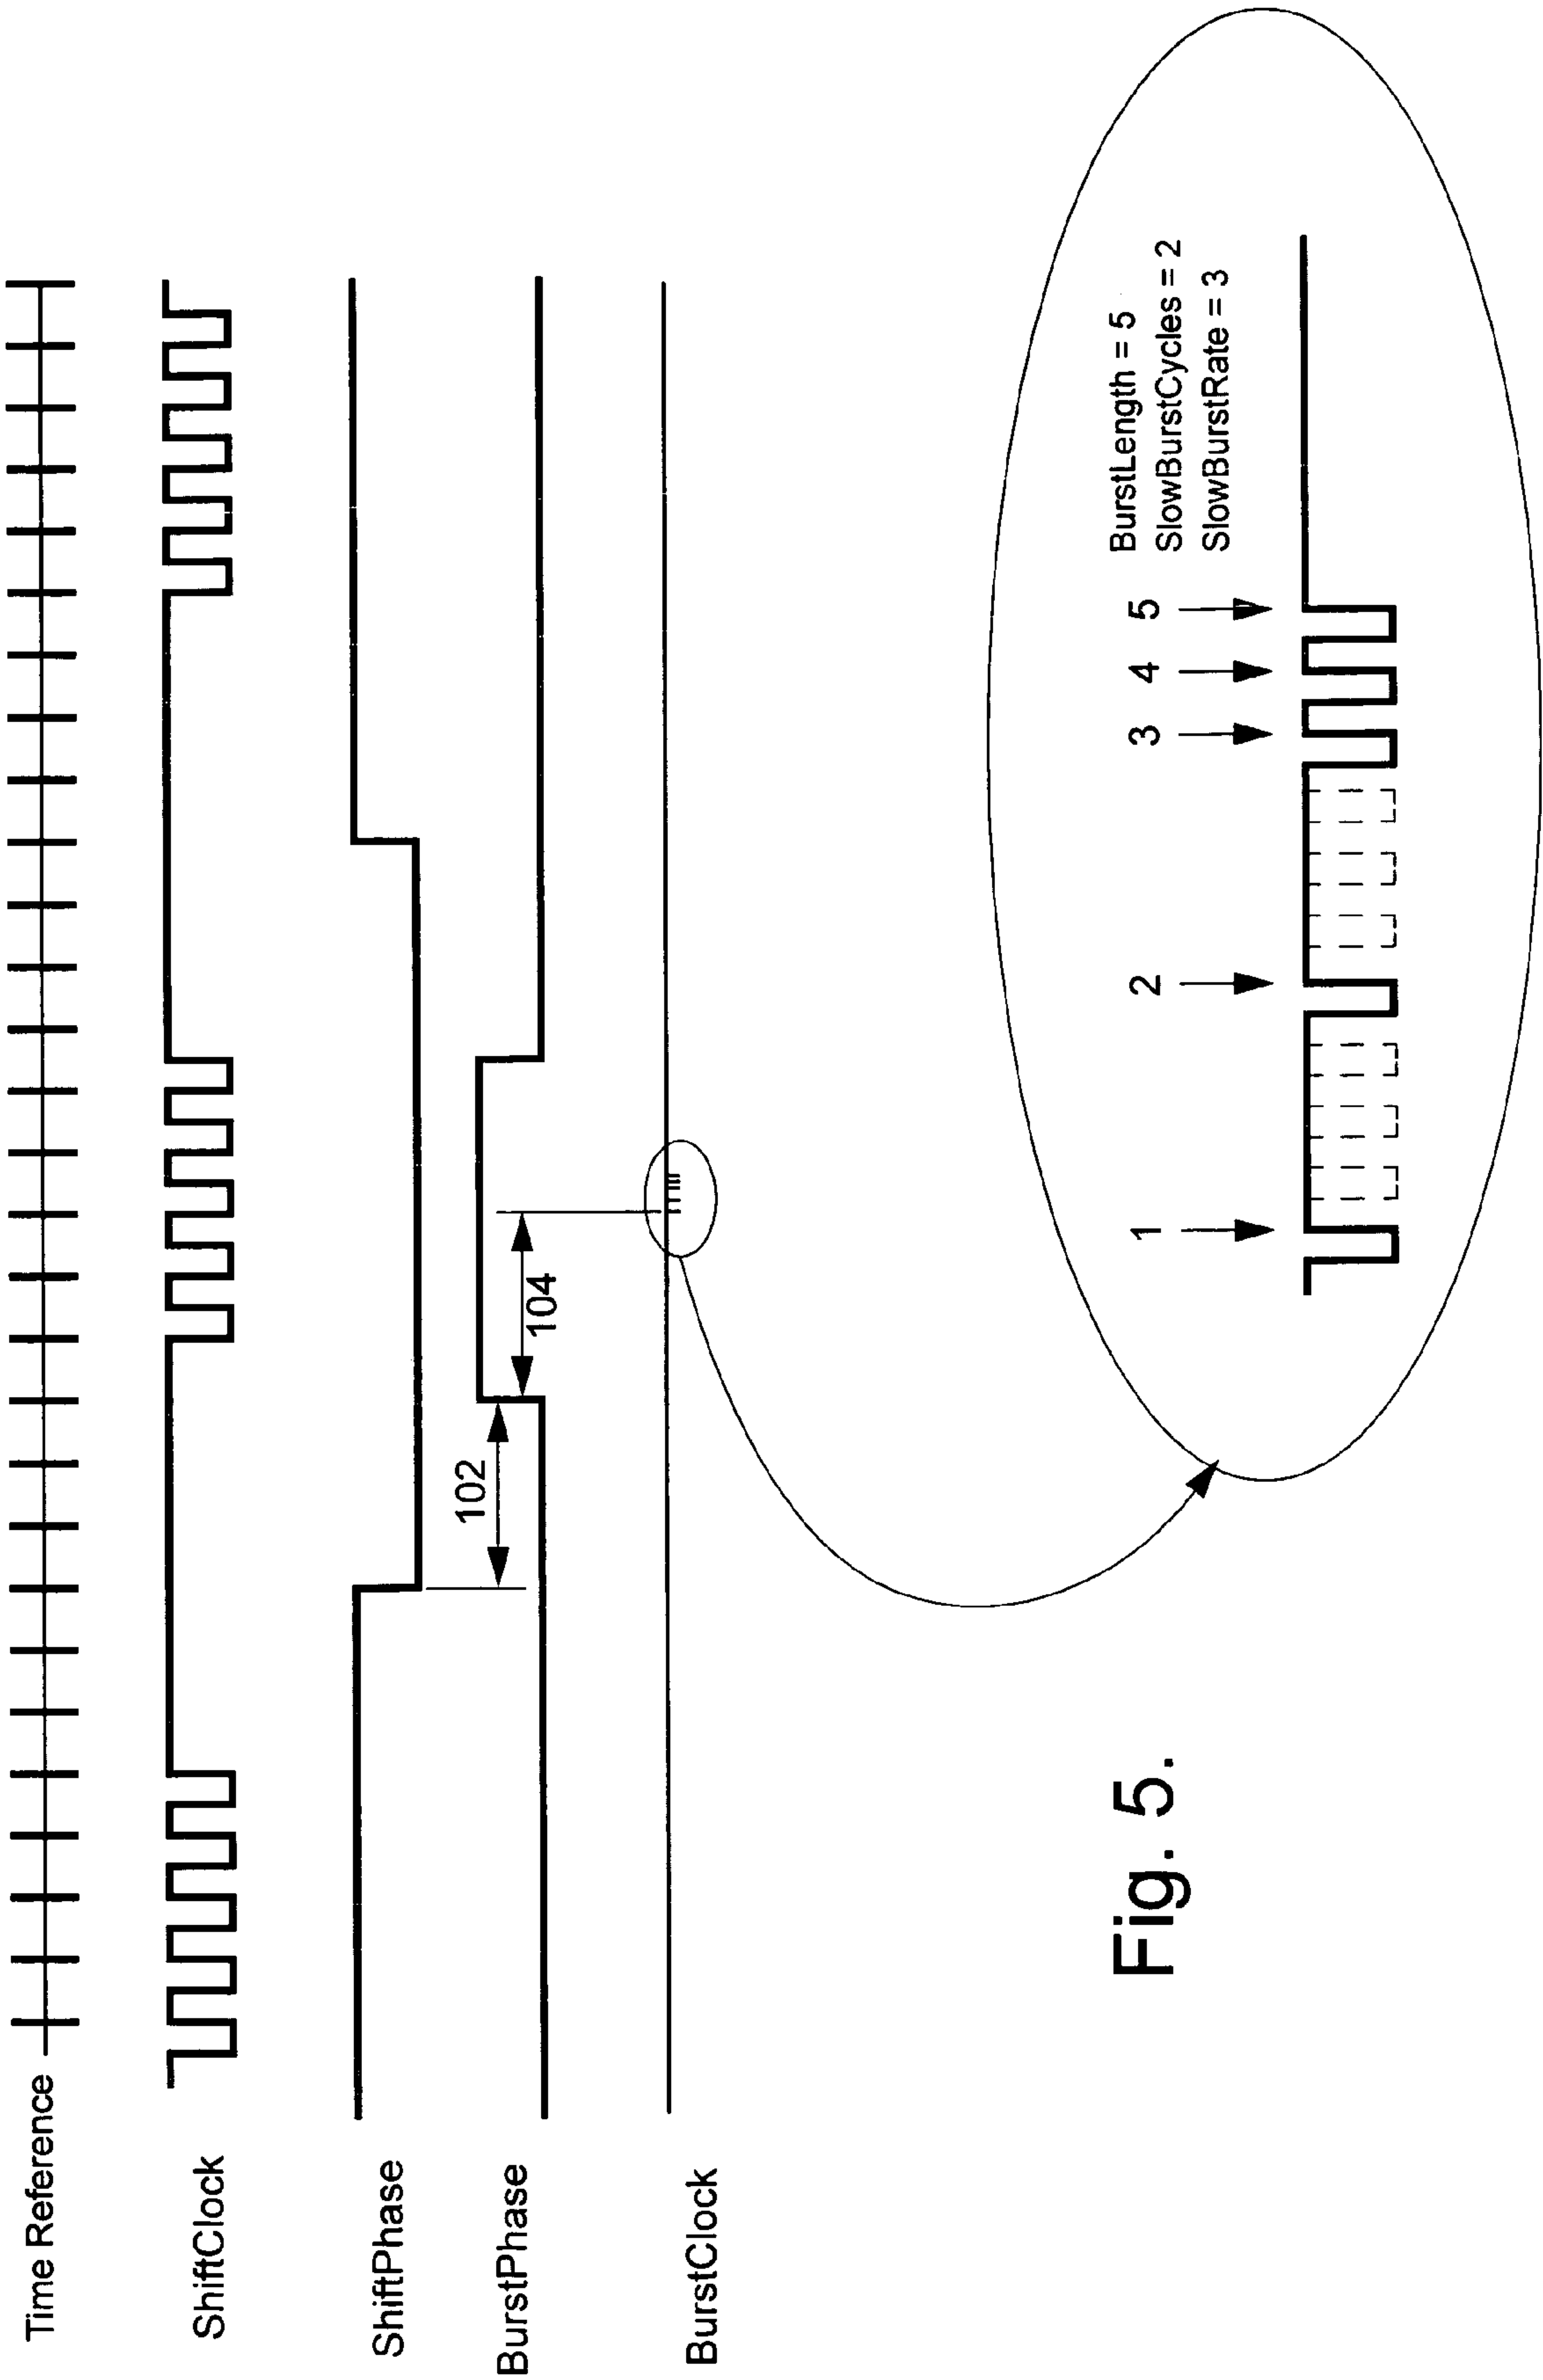 Time Reference
ShiftClock
ShiftPhase
BurstPhase
102
104
BurstClock
1
2
3
4
5
BurstLength = 5
SlowBurstCycles = 2
SlowBurstRate = 3
Fig. 5.